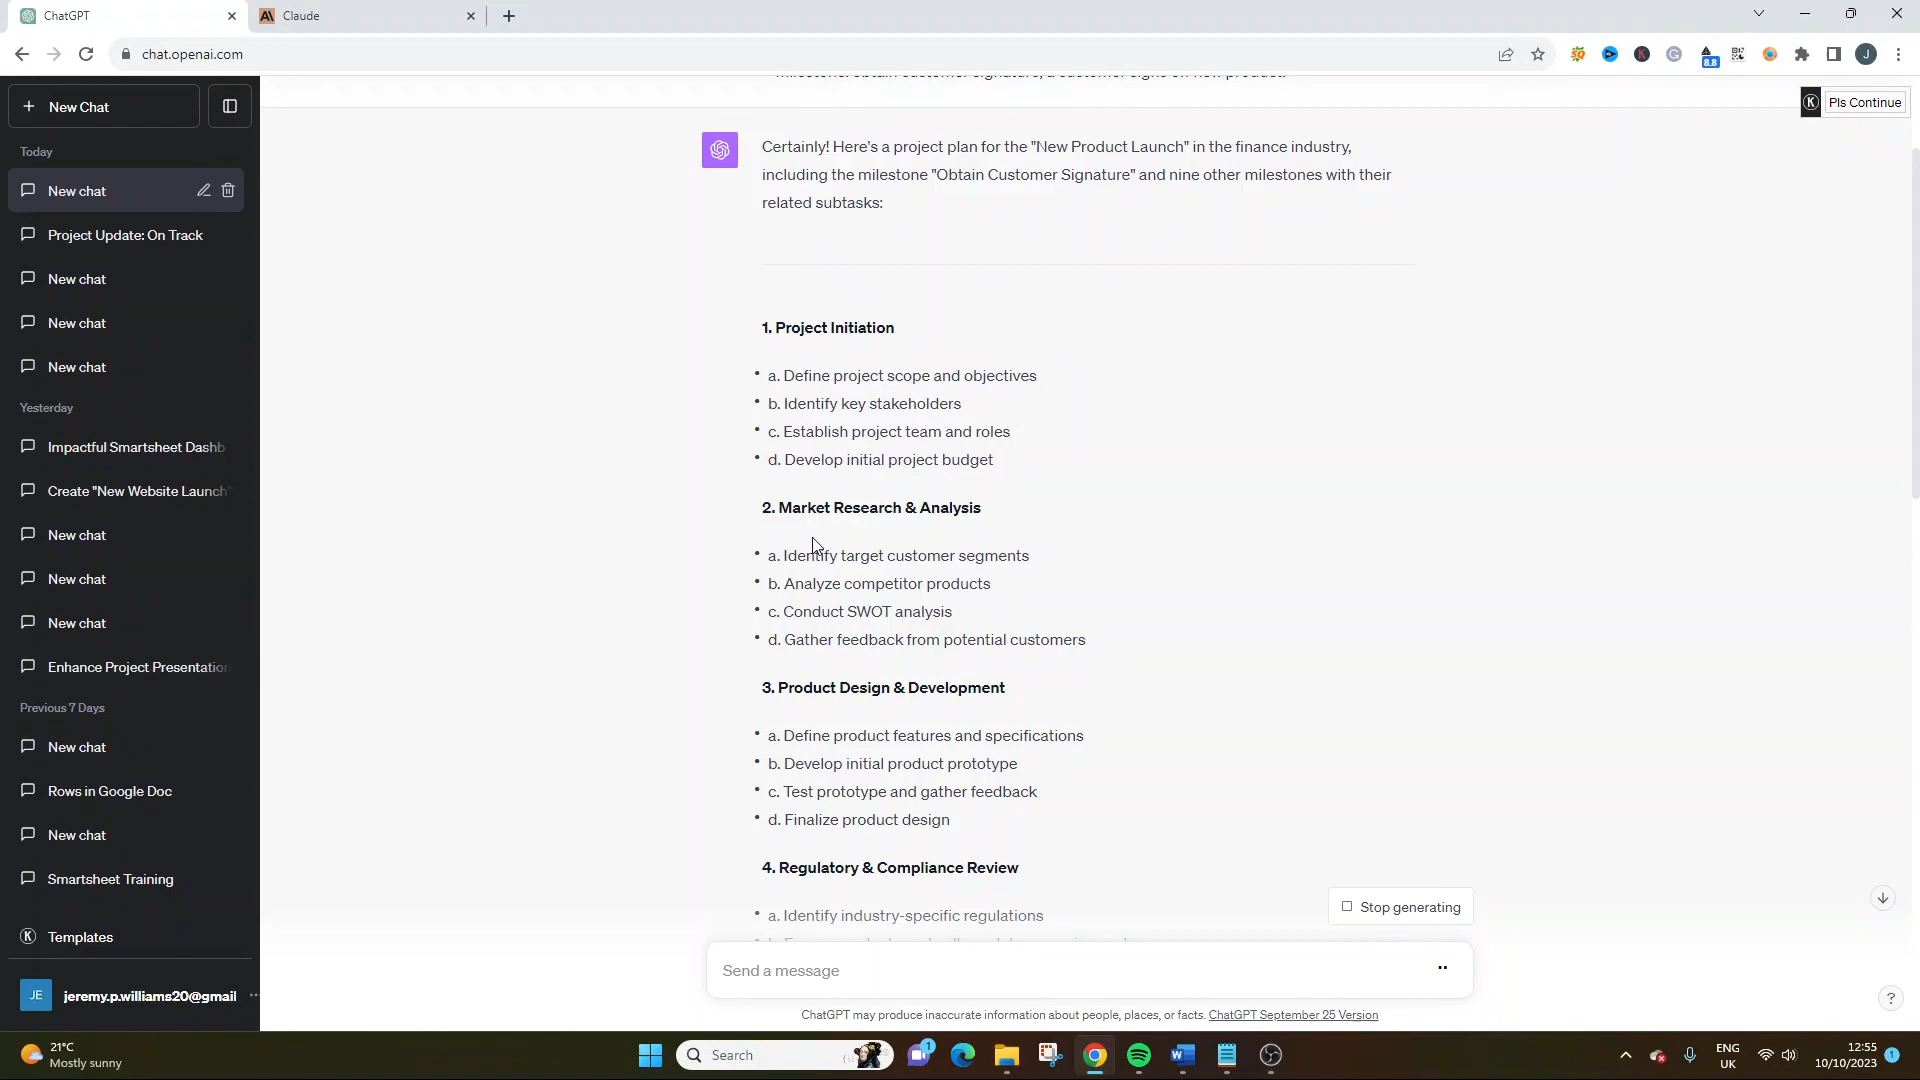 ChatGPT
Claude
chat.openai.com
8.8
J
New Chat
Today
New chat
Project Update: On Track
New chat
New chat
New chat
Yesterday
Impactful Smartsheet Dashb
Create "New Website Launch"
New chat
New chat
New chat
Enhance Project Presentation
Previous 7 Days
New chat
Rows in Google Doc
New chat
Smartsheet Training
K Templates
JE jeremy.p.williams20@gmail ...
K Pls Continue
Certainly! Here's a project plan for the "New Product Launch" in the finance industry,
including the milestone "Obtain Customer Signature" and nine other milestones with their
related subtasks:
1. Project Initiation
• a. Define project scope and objectives
• b. Identify key stakeholders
• c. Establish project team and roles
• d. Develop initial project budget
2. Market Research & Analysis
• a. Identify target customer segments
• b. Analyze competitor products
• c. Conduct SWOT analysis
• d. Gather feedback from potential customers
3. Product Design & Development
• a. Define product features and specifications
• b. Develop initial product prototype
• c. Test prototype and gather feedback
• d. Finalize product design
4. Regulatory & Compliance Review
• a. Identify industry-specific regulations
Stop generating
Send a message
ChatGPT may produce inaccurate information about people, places, or facts. ChatGPT September 25 Version
?
21°C
Mostly sunny
Search
1
ENG
UK
12:55
10/10/2023
1